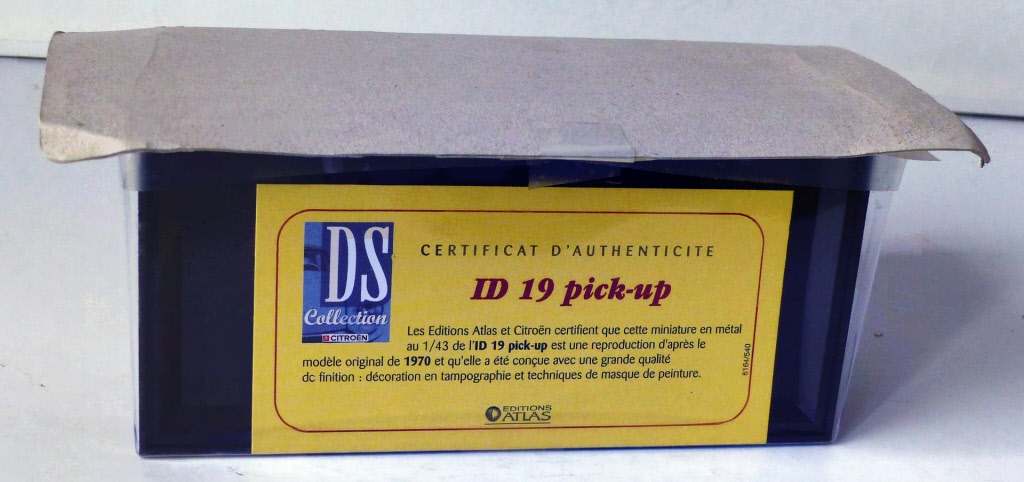 DS
Collection
CITROËN
CERTIFICAT D'AUTHENTICITE
ID 19 pick-up
Les Editions Atlas et Citroën certifient que cette miniature en métal
au 1/43 de l'ID 19 pick-up est une reproduction d'après le
modèle original de 1970 et qu'elle a été conçue avec une grande qualité
de finition : décoration en tampographie et techniques de masque de peinture.
EDITIONS
ATLAS